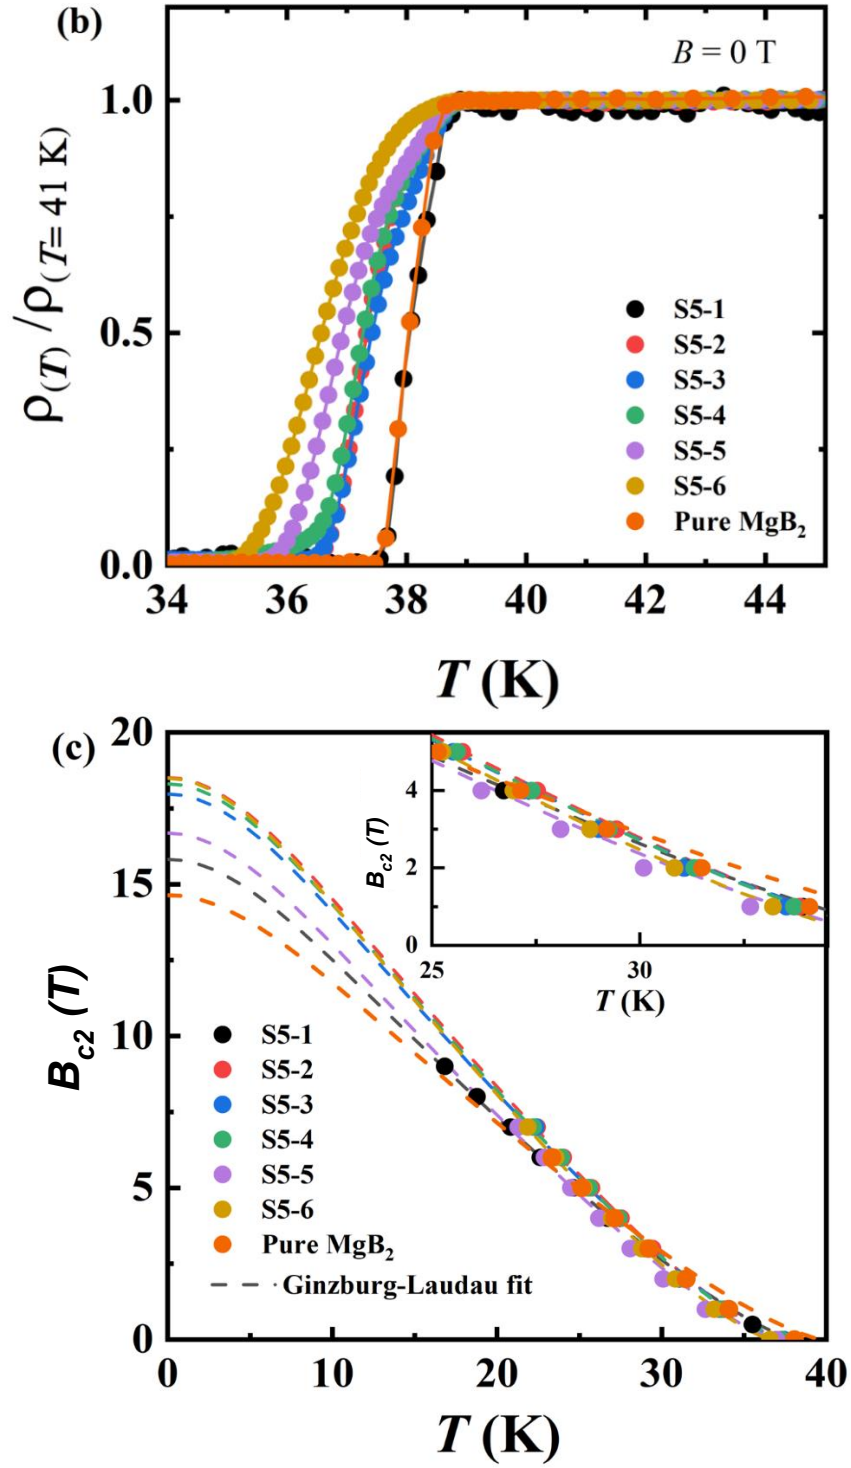 (b)
B = 0 T
1.0
0.5
0.0
ρ(T) /ρ(T= 41 K)
S5-1
S5-2
S5-3
S5-4
S5-5
S5-6
Pure MgB₂
34 36 38 40 42 44
T (K)
(c)
20
15
10
5
0
B_c2 (T)
4
2
0
B_c2 (T)
25 30
T (K)
S5-1
S5-2
S5-3
S5-4
S5-5
S5-6
Pure MgB₂
Ginzburg-Laudau fit
0 10 20 30 40
T (K)